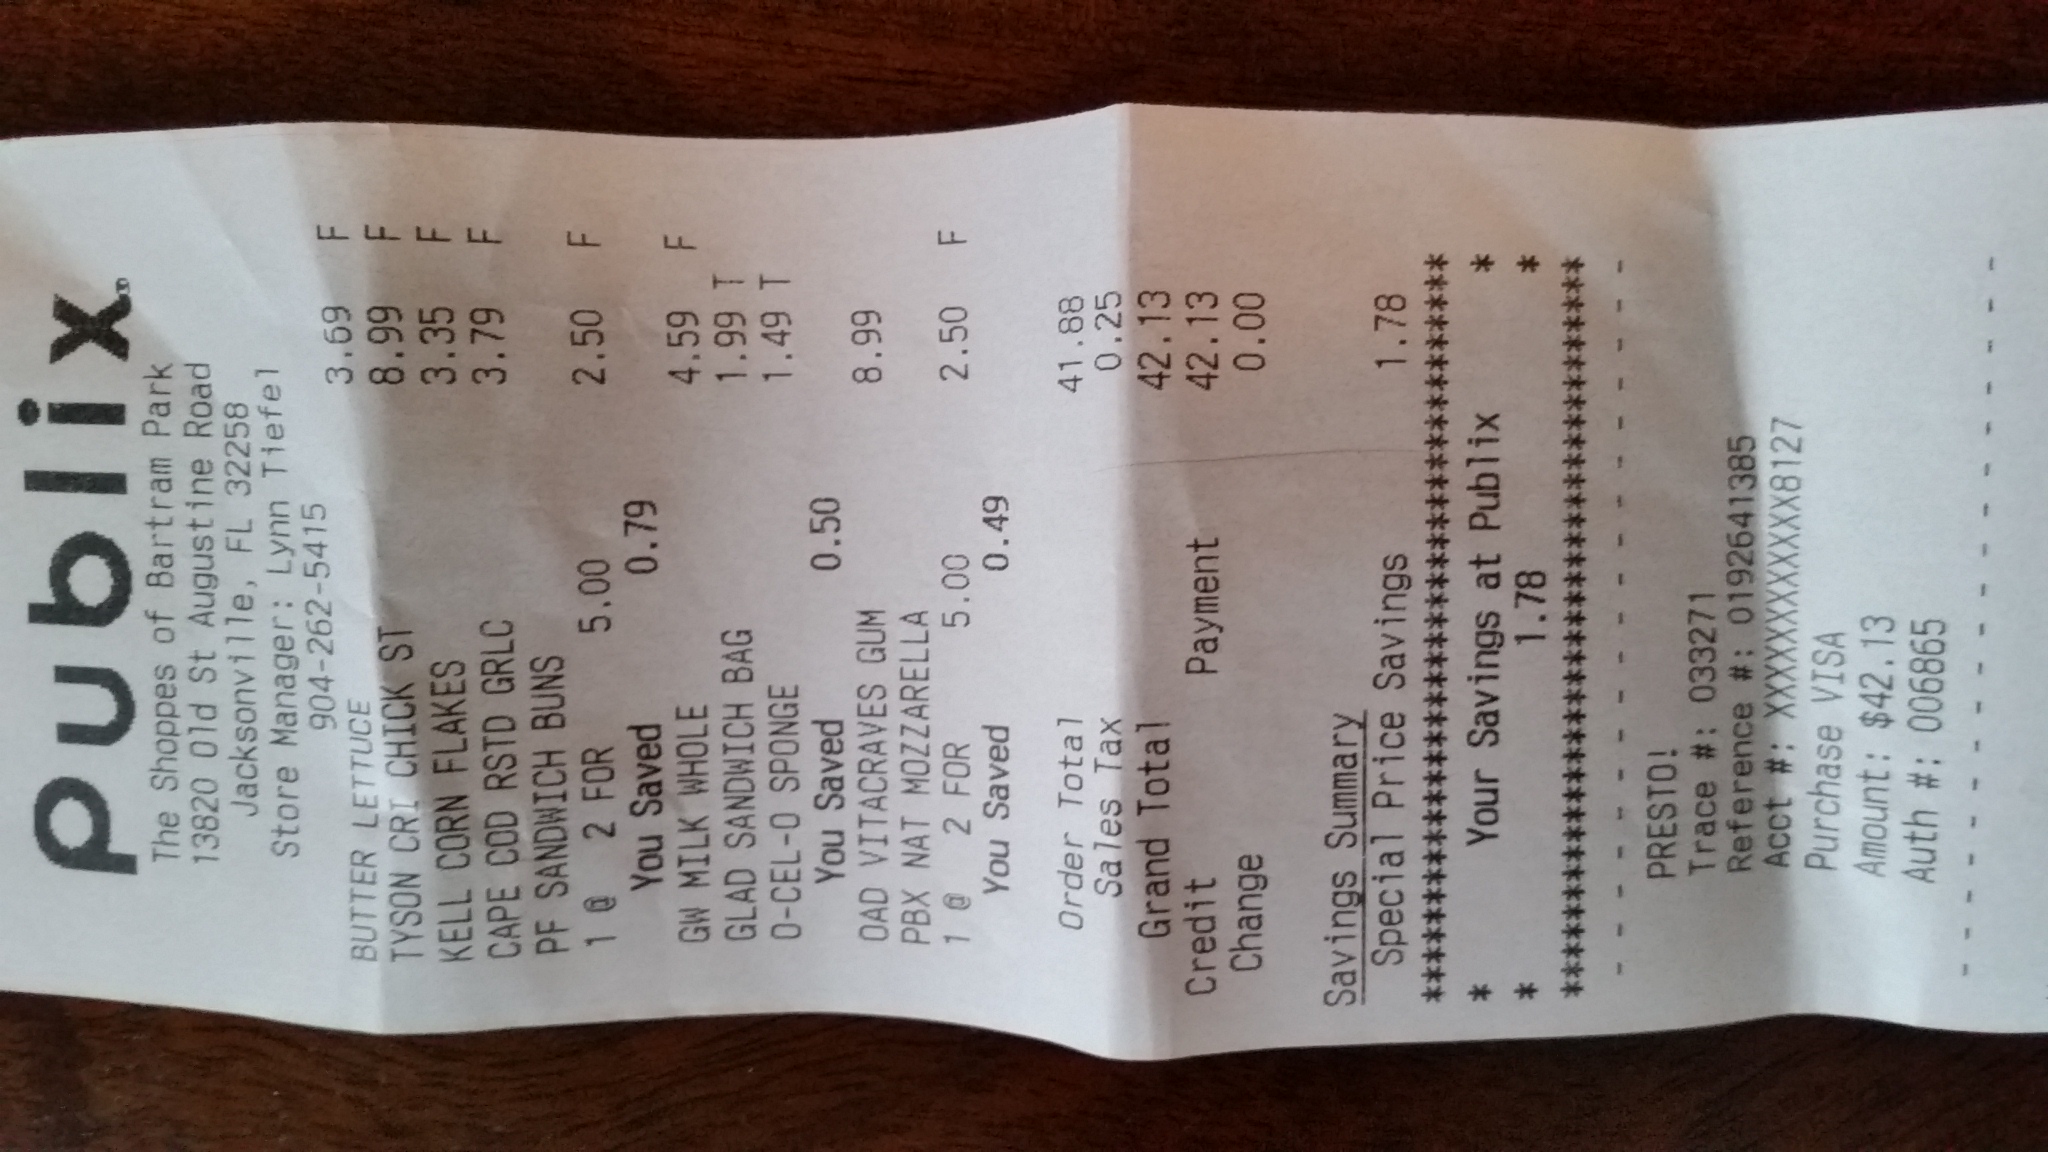 Publix
The Shoppes of Bartram Park
13820 Old St Augustine Road
Jacksonville, FL 32258
Store Manager: Lynn Tiefel
904-262-5415
BUTTER LETTUCE 3.69 F
TYSON CRI CHICK ST 8.99 F
KELL CORN FLAKES 3.35 F
CAPE COD RSTD GRLC 3.79 F
PF SANDWICH BUNS
1 @ 2 FOR 5.00 2.50 F
You Saved 0.79
GW MILK WHOLE 4.59 F
GLAD SANDWICH BAG 1.99 T
O-CEL-O SPONGE 1.49 T
You Saved 0.50
OAD VITACRAVES GUM 8.99
PBX NAT MOZZARELLA
1 @ 2 FOR 5.00 2.50 F
You Saved 0.49
Order Total 41.88
Sales Tax 0.25
Grand Total 42.13
Credit Payment 42.13
Change 0.00
Savings Summary
Special Price Savings 1.78
****************************************
* Your Savings at Publix *
* 1.78 *
****************************************
- - - - - - - - - - - - - - - -
PRESTO!
Trace #: 033271
Reference #: 0192641385
Acct #: XXXXXXXXXXXX8127
Purchase VISA
Amount: $42.13
Auth #: 006865
- - - - - - - - - - - - - - - -